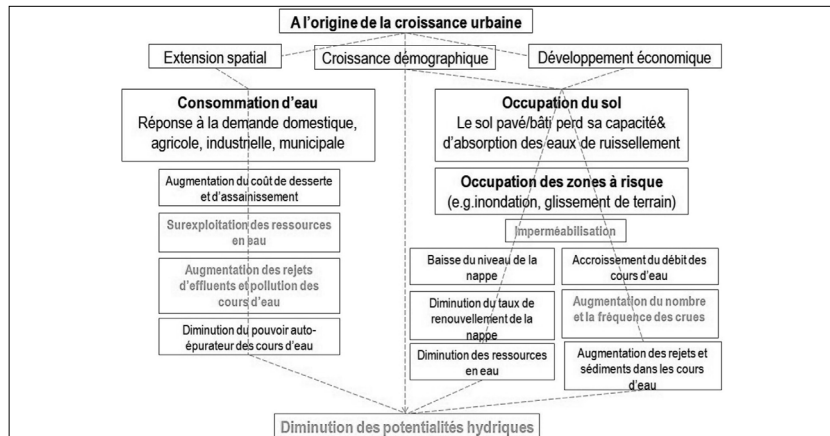 A l'origine de la croissance urbaine
Extension spatial
Croissance démographique
Développement économique
Consommation d'eau
Réponse à la demande domestique,
agricole, industrielle, municipale
Occupation du sol
Le sol pavé/bâti perd sa capacité&
d'absorption des eaux de ruissellement
Augmentation du coût de desserte
et d'assainissement
Occupation des zones à risque
(e.g.inondation, glissement de terrain)
Surexploitation des ressources
en eau
Imperméabilisation
Augmentation des rejets
d'effluents et pollution des
cours d'eau
Baisse du niveau de la
nappe
Accroissement du débit des
cours d'eau
Diminution du taux de
renouvellement de la
nappe
Augmentation du nombre
et la fréquence des crues
Diminution du pouvoir auto-
épurateur des cours d'eau
Diminution des ressources
en eau
Augmentation des rejets et
sédiments dans les cours
d'eau
Diminution des potentialités hydriques